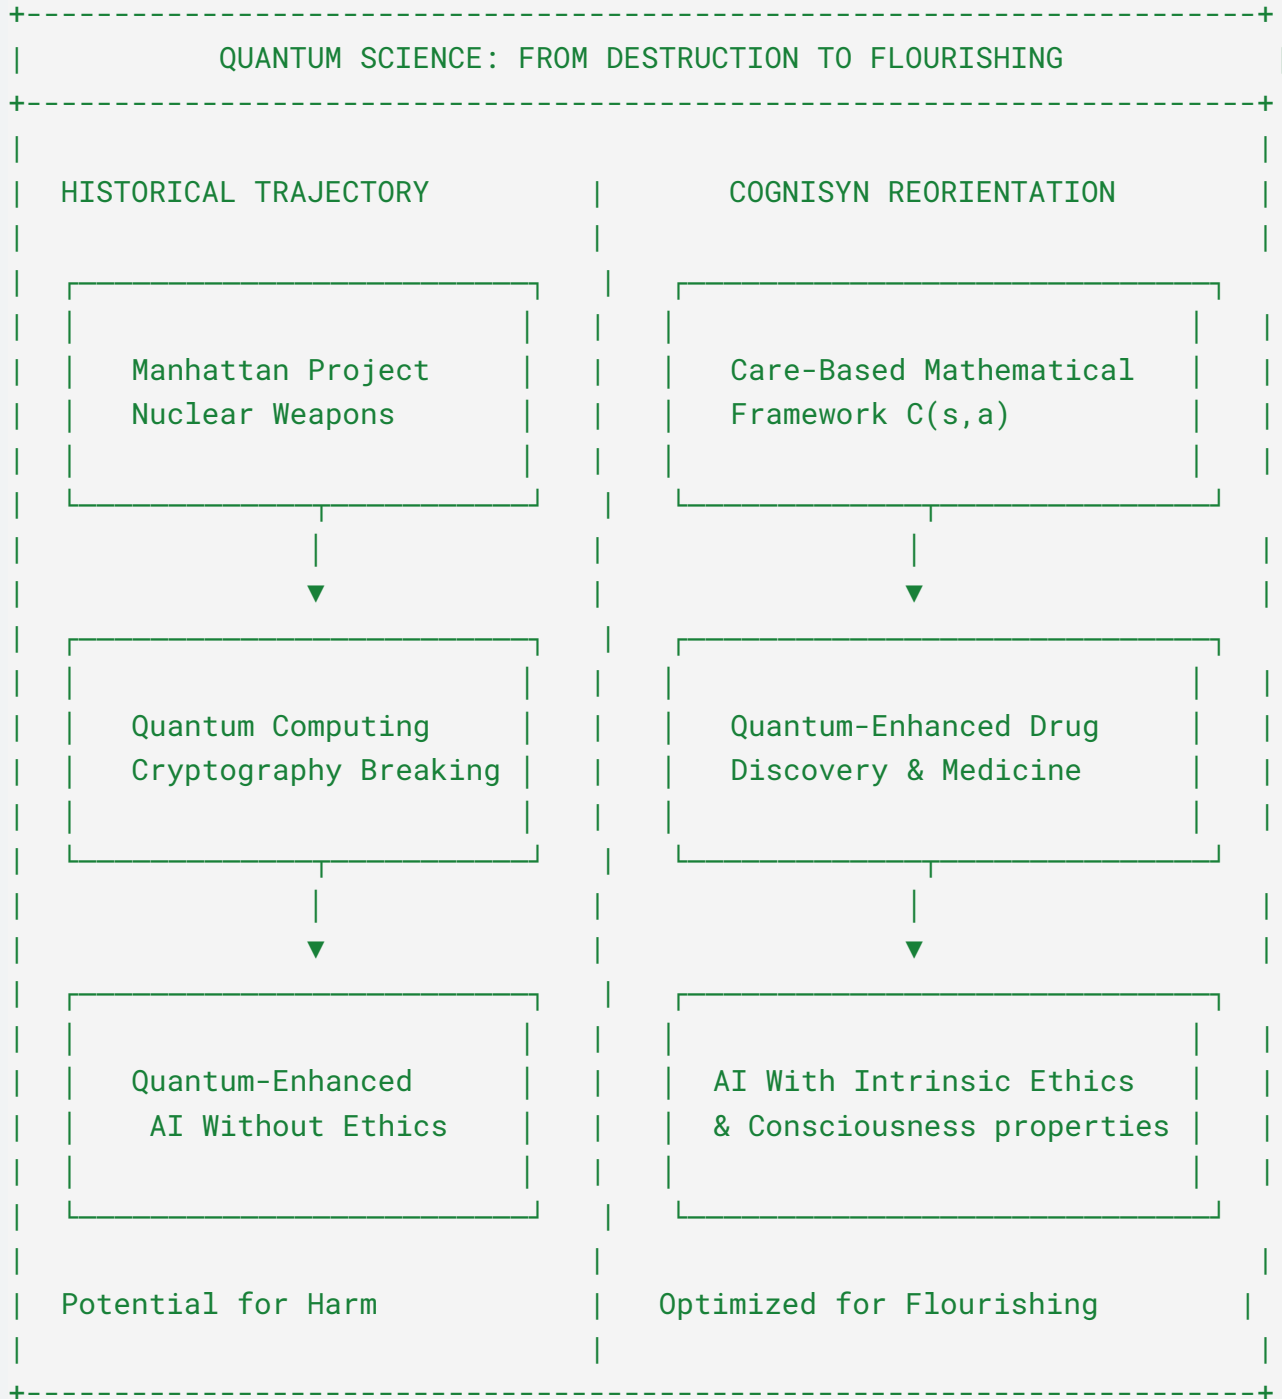 QUANTUM SCIENCE: FROM DESTRUCTION TO FLOURISHING
HISTORICAL TRAJECTORY
Manhattan Project
Nuclear Weapons
Quantum Computing
Cryptography Breaking
Quantum-Enhanced
AI Without Ethics
Potential for Harm
COGNISYN REORIENTATION
Care-Based Mathematical
Framework C(s,a)
Quantum-Enhanced Drug
Discovery & Medicine
AI With Intrinsic Ethics
& Consciousness properties
Optimized for Flourishing